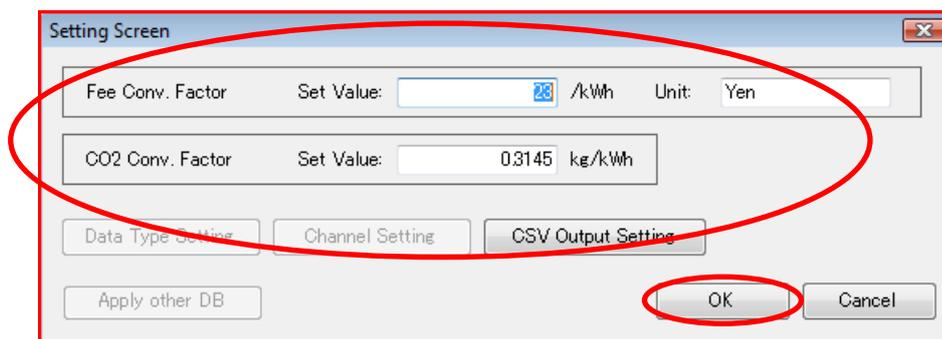 Setting Screen
Fee Conv. Factor Set Value: 23 /kWh Unit: Yen
CO2 Conv. Factor Set Value: 0.3145 kg/kWh
Data Type Setting Channel Setting CSV Output Setting
Apply other DB OK Cancel